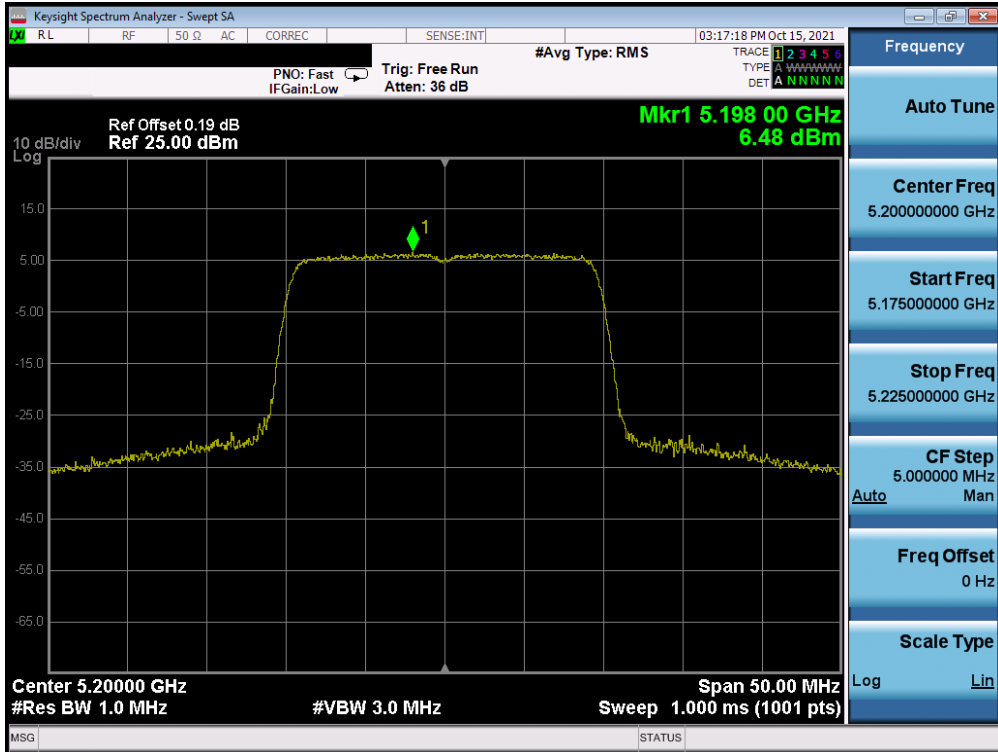 Keysight Spectrum Analyzer - Swept SA
LXI RL RF 50 Ω AC CORREC SENSE:INT 03:17:18 PM Oct 15, 2021
#Avg Type: RMS
TRACE 1 2 3 4 5 6
TYPE A WWWWW
DET A N N N N N
PNO: Fast
IFGain:Low
Trig: Free Run
Atten: 36 dB
Mkr1 5.198 00 GHz
6.48 dBm
Ref Offset 0.19 dB
10 dB/div Ref 25.00 dBm
Log
15.0
5.00
-5.00
-15.0
-25.0
-35.0
-45.0
-55.0
-65.0
1
Center 5.20000 GHz
#Res BW 1.0 MHz
#VBW 3.0 MHz
Span 50.00 MHz
Sweep 1.000 ms (1001 pts)
MSG
STATUS
Frequency
Auto Tune
Center Freq
5.200000000 GHz
Start Freq
5.175000000 GHz
Stop Freq
5.225000000 GHz
CF Step
5.000000 MHz
Auto Man
Freq Offset
0 Hz
Scale Type
Log Lin